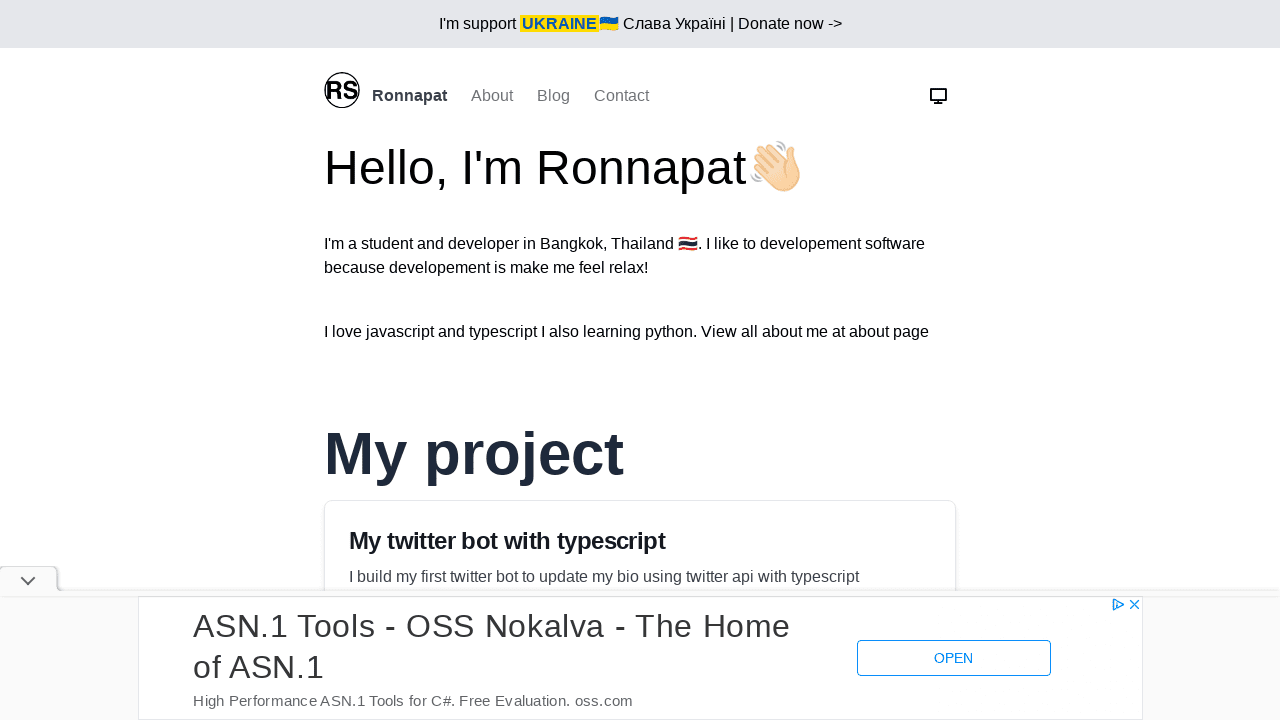 I'm support UKRAINE🇺🇦 Слава Україні | Donate now ->
RS Ronnapat About Blog Contact
Hello, I'm Ronnapat👋🏻
I'm a student and developer in Bangkok, Thailand 🇹🇭. I like to developement software
because developement is make me feel relax!
I love javascript and typescript I also learning python. View all about me at about page
My project
My twitter bot with typescript
I build my first twitter bot to update my bio using twitter api with typescript
ASN.1 Tools - OSS Nokalva - The Home
of ASN.1
High Performance ASN.1 Tools for C#. Free Evaluation. oss.com
OPEN